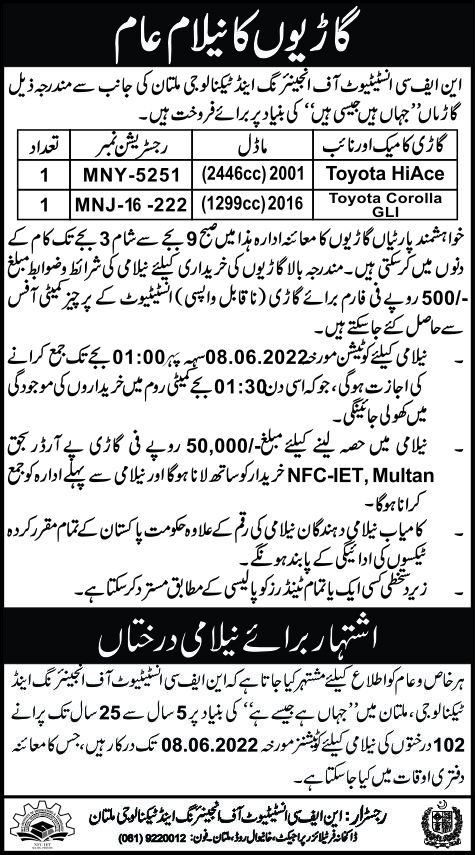 گاڑیوں کا نیلام عام
این ایف سی انسٹیٹیوٹ آف انجینئرنگ اینڈ ٹیکنالوجی ملتان کی جانب سے مندرجہ ذیل
گاڑماں ”جہاں ہیں جیسی ہیں“ کی بنیاد پر برائے فروخت ہیں۔
گاڑی کا میک اور نائب ماڈل رجسٹریشن نمبر تعداد
Toyota HiAce 2001 (2446cc) MNY-5251 1
Toyota Corolla GLI 2016 (1299cc) MNJ-16 -222 1
خواہشمند پارٹیاں گاڑیوں کا معائنہ ادارہ ہذا میں صبح 9 بجے سے شام 3 بجے تک کام کے
دنوں میں کرسکتی ہیں۔ مندرجہ بالا گاڑیوں کی خریداری کیلئے نیلامی کی شرائط و ضوابط مبلغ
500/- روپے فی فارم برائے گاڑی (ناقابل واپسی) انسٹیٹیوٹ کے پرچیز کمیٹی آفس
سے حاصل کئے جاسکتے ہیں۔
۔ نیلامی کیلئے کوٹیشن مورخہ 08.06.2022 سہہ پہر 01:00 بجے تک جمع کرانے
کی اجازت ہوگی، جو کہ اسی دن 01:30 بجے کمیٹی روم میں خریداروں کی موجودگی
میں کھولی جائینگی۔
۔ نیلامی میں حصہ لینے کیلئے مبلغ -/50,000 روپے فی گاڑی پے آرڈر بحق
NFC-IET, Multan خریدار کو ساتھ لانا ہوگا اور نیلامی سے پہلے ادارہ کو جمع
کرانا ہوگا۔
۔ کامیاب نیلامی دہندگان نیلامی کی رقم کے علاوہ حکومت پاکستان کے تمام مقرر کردہ
ٹیکسوں کی ادائیگی کے پابند ہونگے۔
۔ زیر دستخطی کسی ایک یا تمام ٹینڈرز کو پالیسی کے مطابق مسترد کرسکتا ہے۔
اشتہار برائے نیلامی درختاں
ہر خاص و عام کو اطلاع کیلئے مشتہر کیا جاتا ہے کہ این ایف سی انسٹیٹیوٹ آف انجینئرنگ اینڈ
ٹیکنالوجی، ملتان میں ”جہاں ہے جیسے ہے“ کی بنیاد پر 5 سال سے 25 سال تک پرانے
102 درختوں کی نیلامی کیلئے کوٹیشنز مورخہ 08.06.2022 تک درکار ہیں، جس کا معائنہ
دفتری اوقات میں کیا جاسکتا ہے۔
رجسٹرار: این ایف سی انسٹیٹیوٹ آف انجینئرنگ اینڈ ٹیکنالوجی ملتان
ڈاکخانہ فرٹیلائزر پراجیکٹ، خانیوال روڈ، ملتان فون: 9220012 (061)